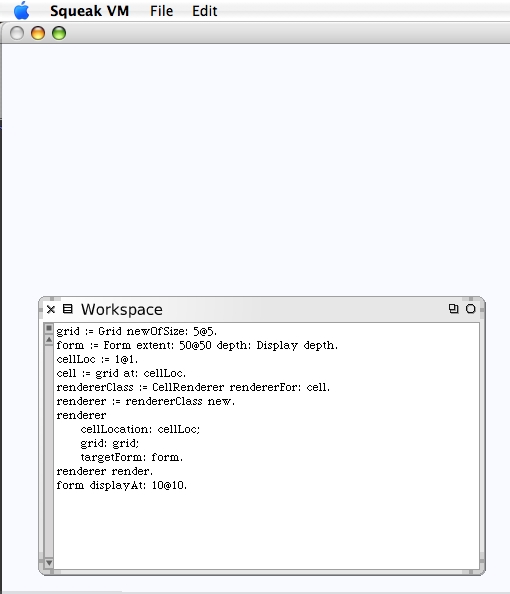 Squeak VM File Edit
Workspace
grid := Grid newOfSize: 5@5.
form := Form extent: 50@50 depth: Display depth.
cellLoc := 1@1.
cell := grid at: cellLoc.
rendererClass := CellRenderer rendererFor: cell.
renderer := rendererClass new.
renderer
cellLocation: cellLoc;
grid: grid;
targetForm: form.
renderer render.
form displayAt: 10@10.